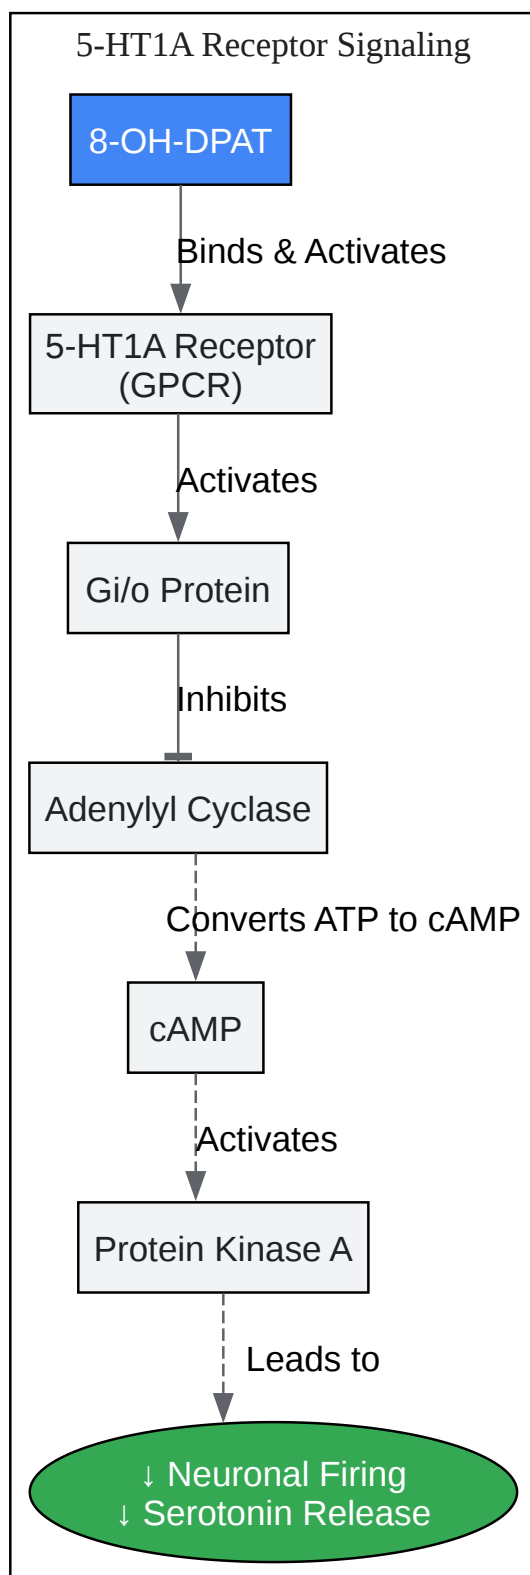 5-HT1A Receptor Signaling
8-OH-DPAT
Binds & Activates
5-HT1A Receptor
(GPCR)
Activates
Gi/o Protein
Inhibits
Adenylyl Cyclase
Converts ATP to cAMP
cAMP
Activates
Protein Kinase A
Leads to
↓ Neuronal Firing
↓ Serotonin Release